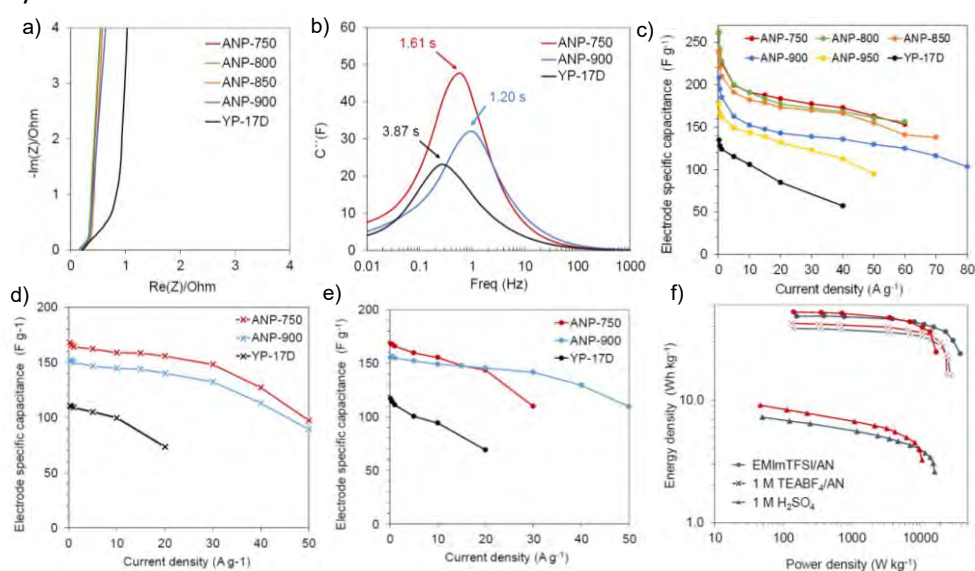 a)
4
3
2
1
0
-Im(Z)/Ohm
ANP-750
ANP-800
ANP-850
ANP-900
YP-17D
0 1 2 3 4
Re(Z)/Ohm
b)
60
50
40
30
20
10
0
C´´(F)
1.61 s
1.20 s
3.87 s
ANP-750
ANP-900
YP-17D
0.01 0.1 1 10 100 1000
Freq (Hz)
c)
250
200
150
100
50
0
Electrode specific capacitance (F g-1)
ANP-750 ANP-800 ANP-850
ANP-900 ANP-950 YP-17D
0 10 20 30 40 50 60 70 80
Current density (A g-1)
d)
200
150
100
50
0
Electrode specific capacitance (F g-1)
ANP-750
ANP-900
YP-17D
0 10 20 30 40 50
Current density (A g-1)
e)
200
150
100
50
0
Electrode specific capacitance (F g-1)
ANP-750
ANP-900
YP-17D
0 10 20 30 40 50
Current density (A g-1)
f)
10.0
1.0
Energy density (Wh kg-1)
EMImTFSI/AN
1 M TEABF4/AN
1 M H2SO4
10 100 1000 10000
Power density (W kg-1)